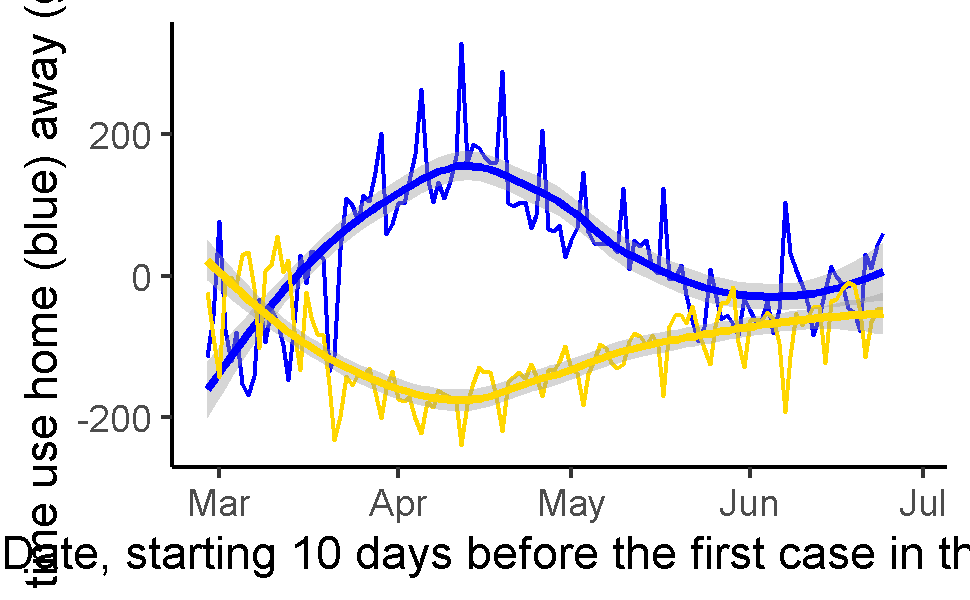 time use home (blue) away (
200
0
-200
Mar Apr May Jun Jul
Date, starting 10 days before the first case in th